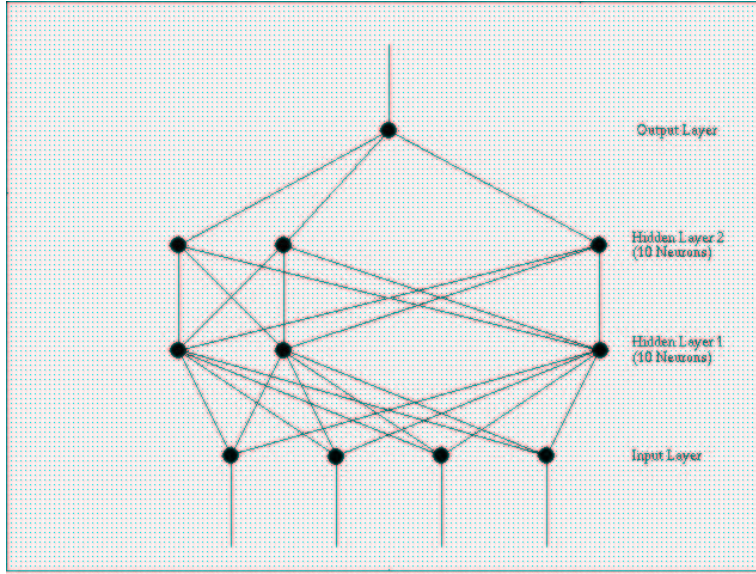 Output Layer
Hidden Layer 2
(10 Neurons)
Hidden Layer 1
(10 Neurons)
Input Layer